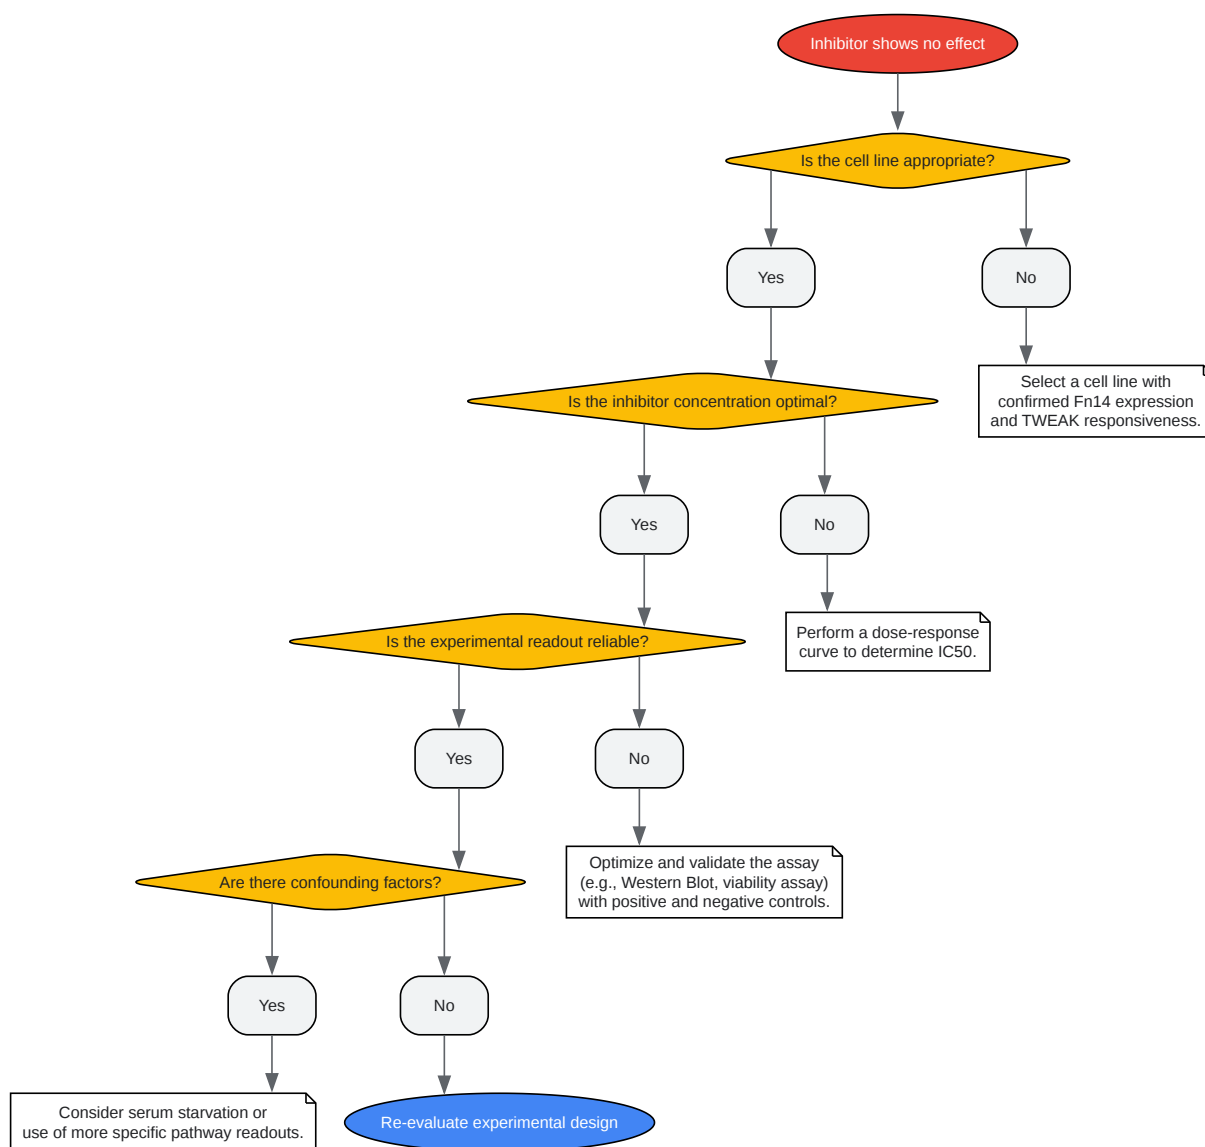 Inhibitor shows no effect
Is the cell line appropriate?
Yes
No
Select a cell line with
confirmed Fn14 expression
and TWEAK responsiveness.
Is the inhibitor concentration optimal?
Yes
No
Perform a dose-response
curve to determine IC50.
Is the experimental readout reliable?
Yes
No
Optimize and validate the assay
(e.g., Western Blot, viability assay)
with positive and negative controls.
Are there confounding factors?
Yes
No
Consider serum starvation or
use of more specific pathway readouts.
Re-evaluate experimental design